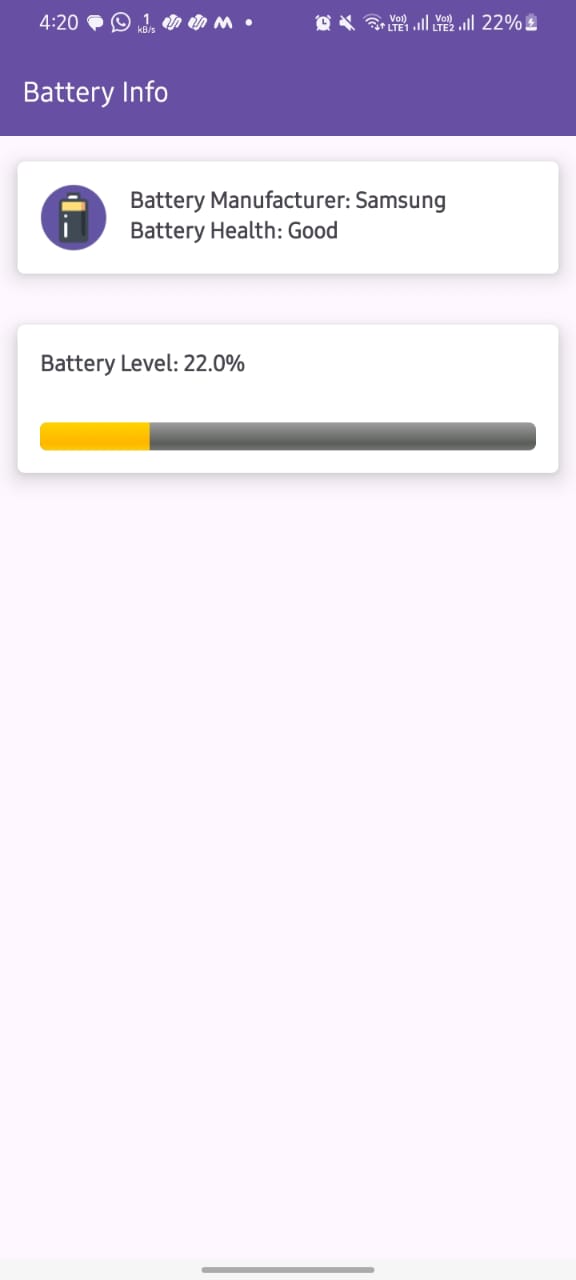 4:20 1 KB/s Vo)) LTE1 Vo)) LTE2 22%
Battery Info
Battery Manufacturer: Samsung
Battery Health: Good
Battery Level: 22.0%